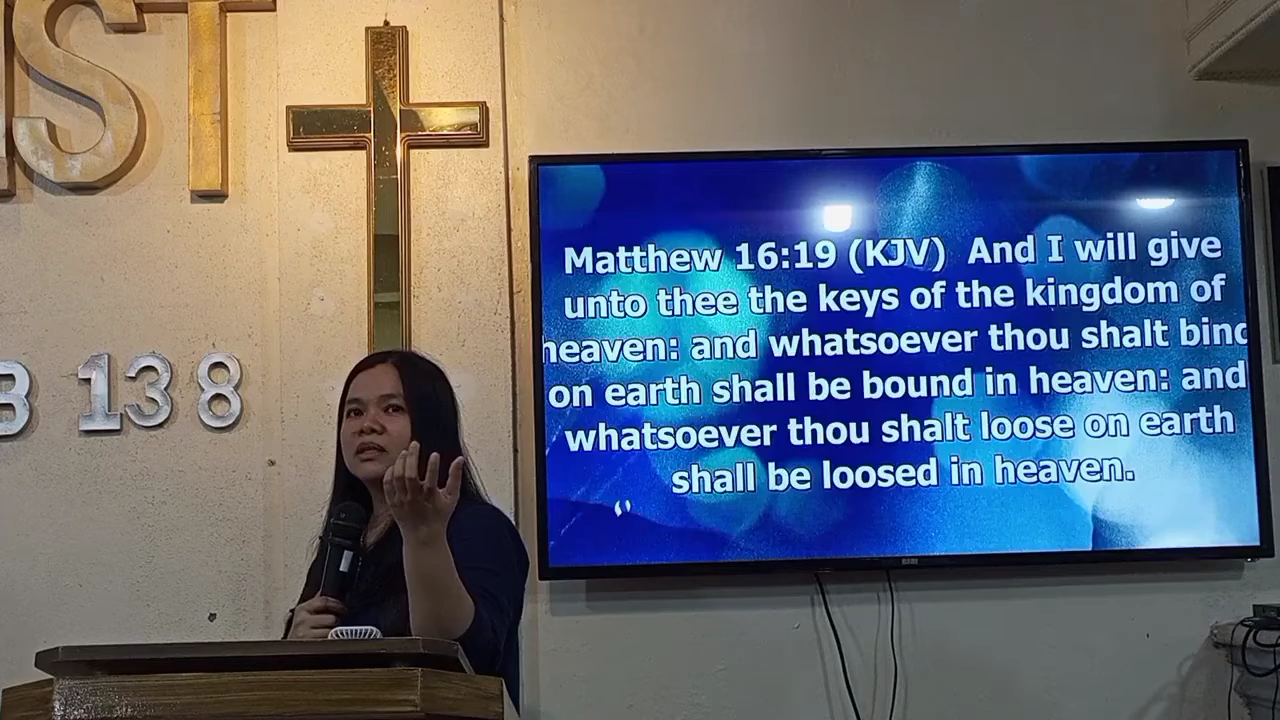 IST
B 138
Matthew 16:19 (KJV) And I will give
unto thee the keys of the kingdom of
heaven: and whatsoever thou shalt bind
on earth shall be bound in heaven: and
whatsoever thou shalt loose on earth
shall be loosed in heaven.